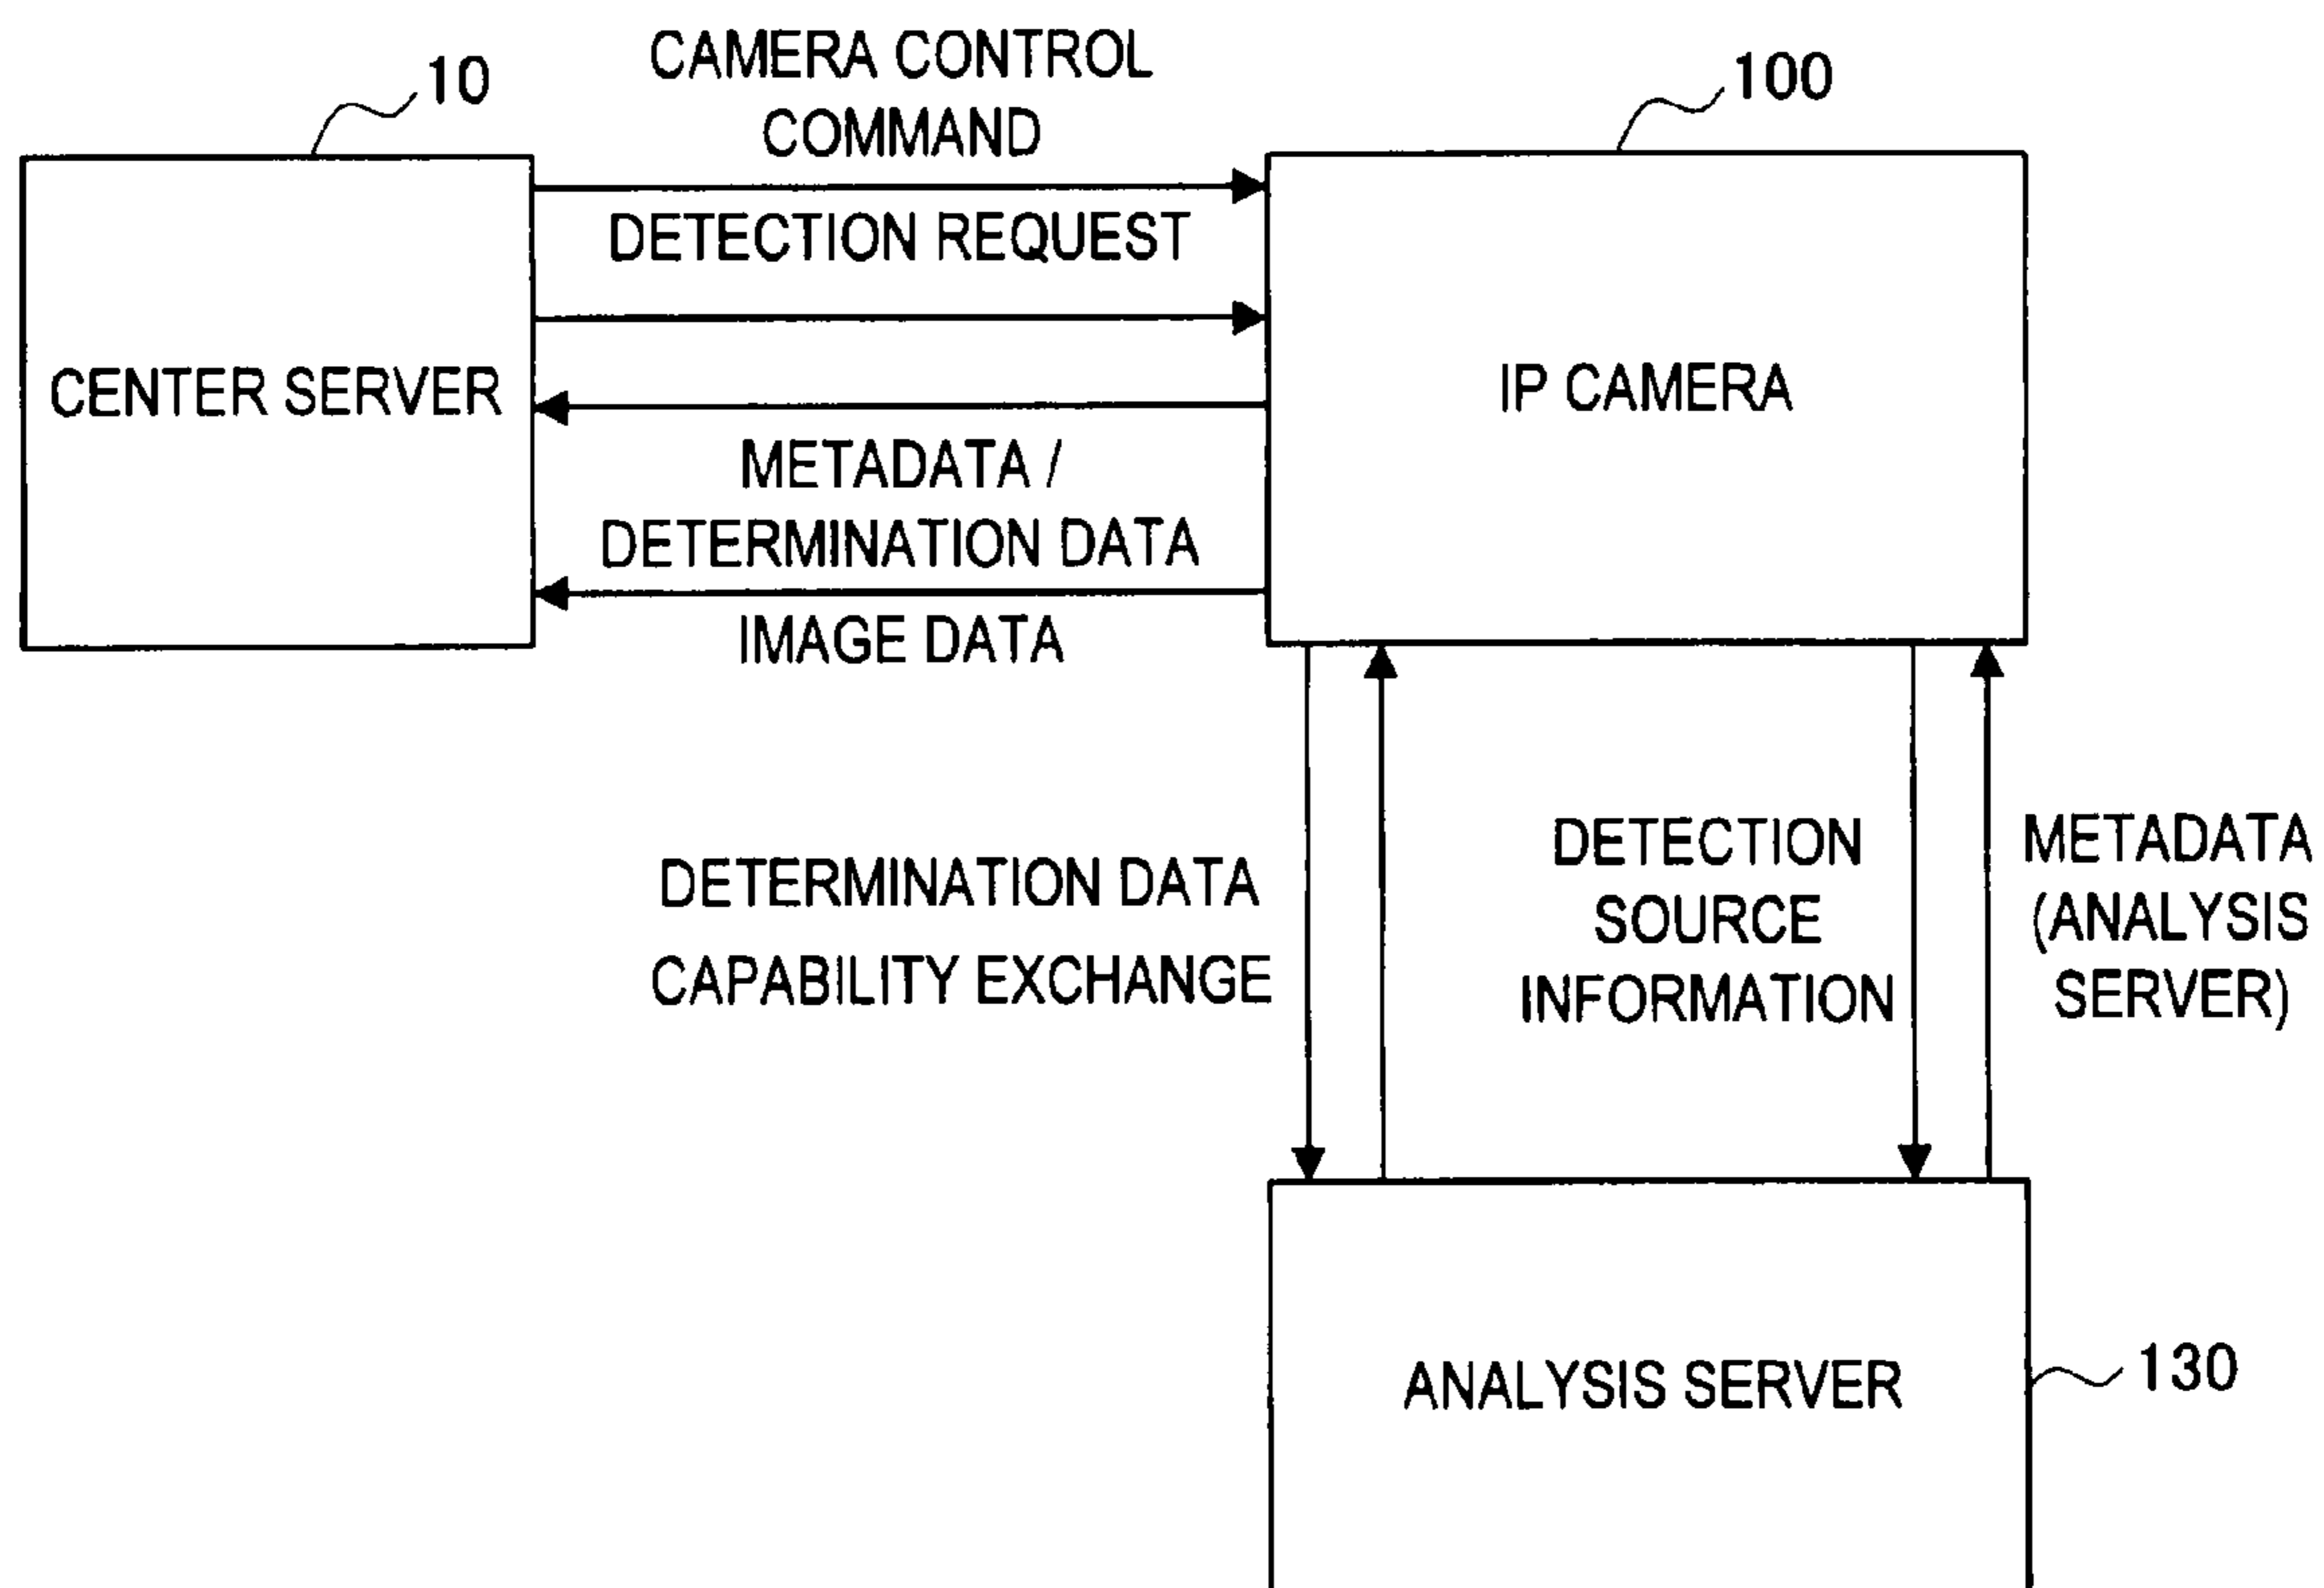 10
CAMERA CONTROL
COMMAND
100
DETECTION REQUEST
CENTER SERVER
IP CAMERA
METADATA /
DETERMINATION DATA
IMAGE DATA
DETERMINATION DATA
CAPABILITY EXCHANGE
DETECTION
SOURCE
INFORMATION
METADATA
(ANALYSIS
SERVER)
ANALYSIS SERVER
130